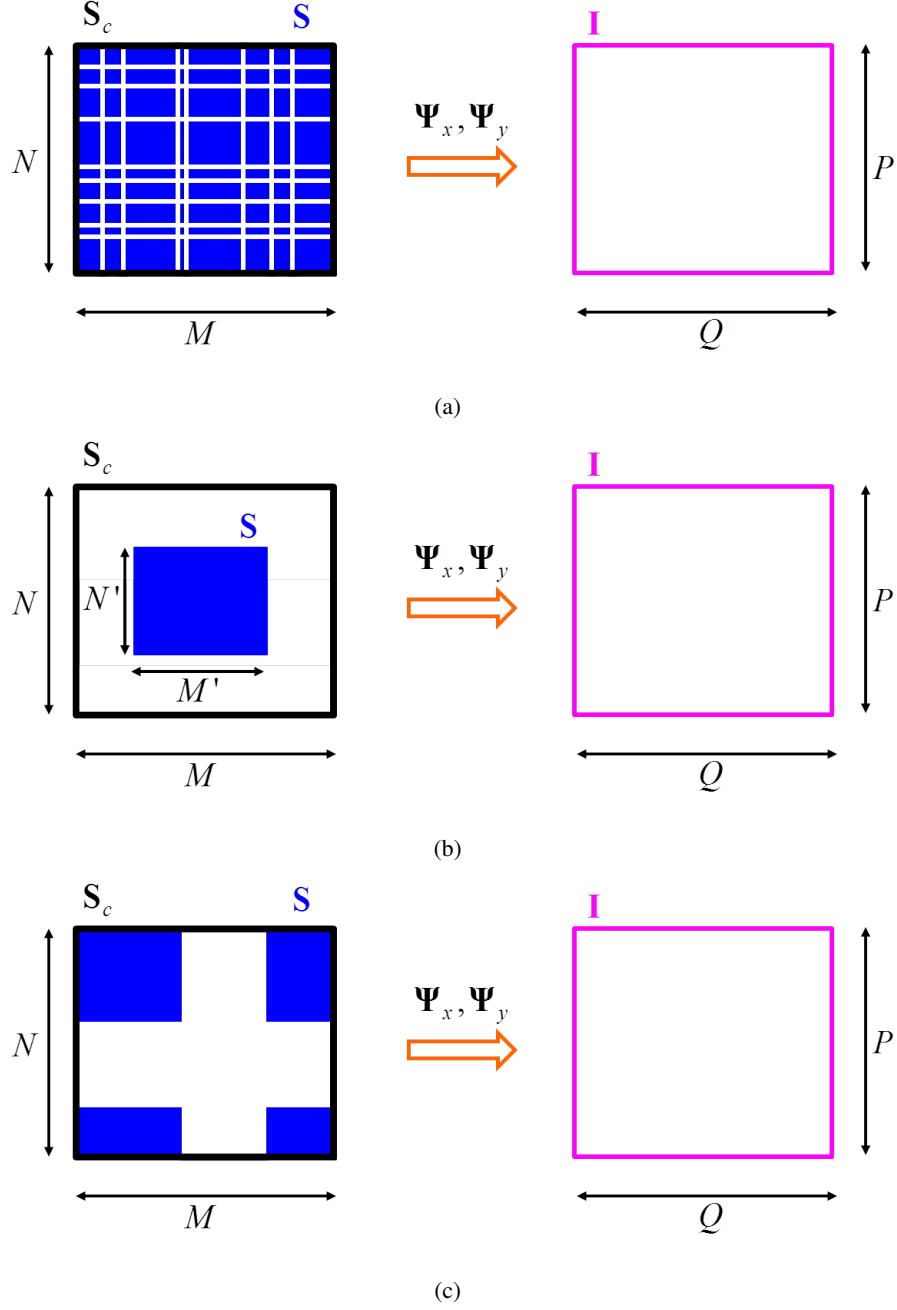 S_c S I
Ψ_x, Ψ_y
N P
M Q
(a)
S_c I
S
Ψ_x, Ψ_y
N N' P
M'
M Q
(b)
S_c S I
Ψ_x, Ψ_y
N P
M Q
(c)